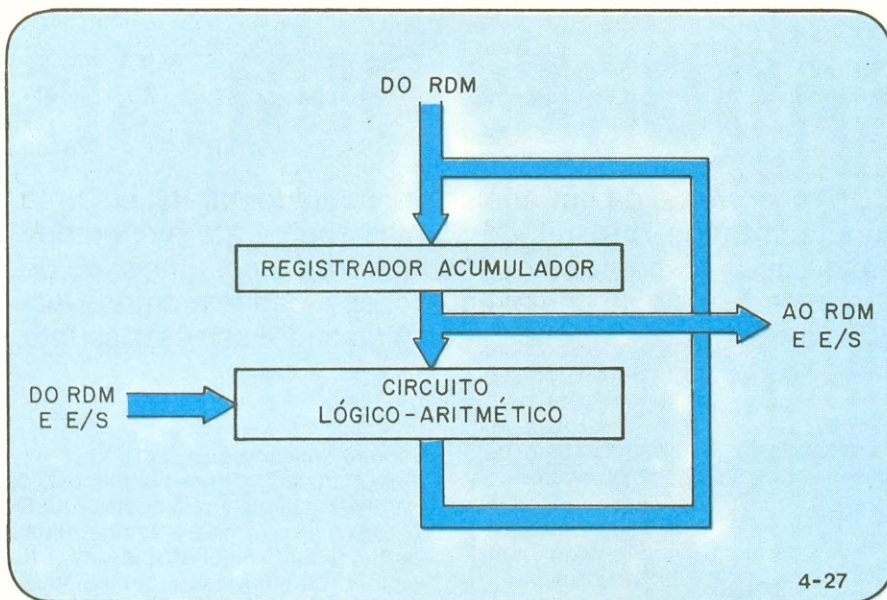 DO RDM
REGISTRADOR ACUMULADOR
AO RDM
E E/S
DO RDM
E E/S
CIRCUITO
LÓGICO-ARITMÉTICO
4-27